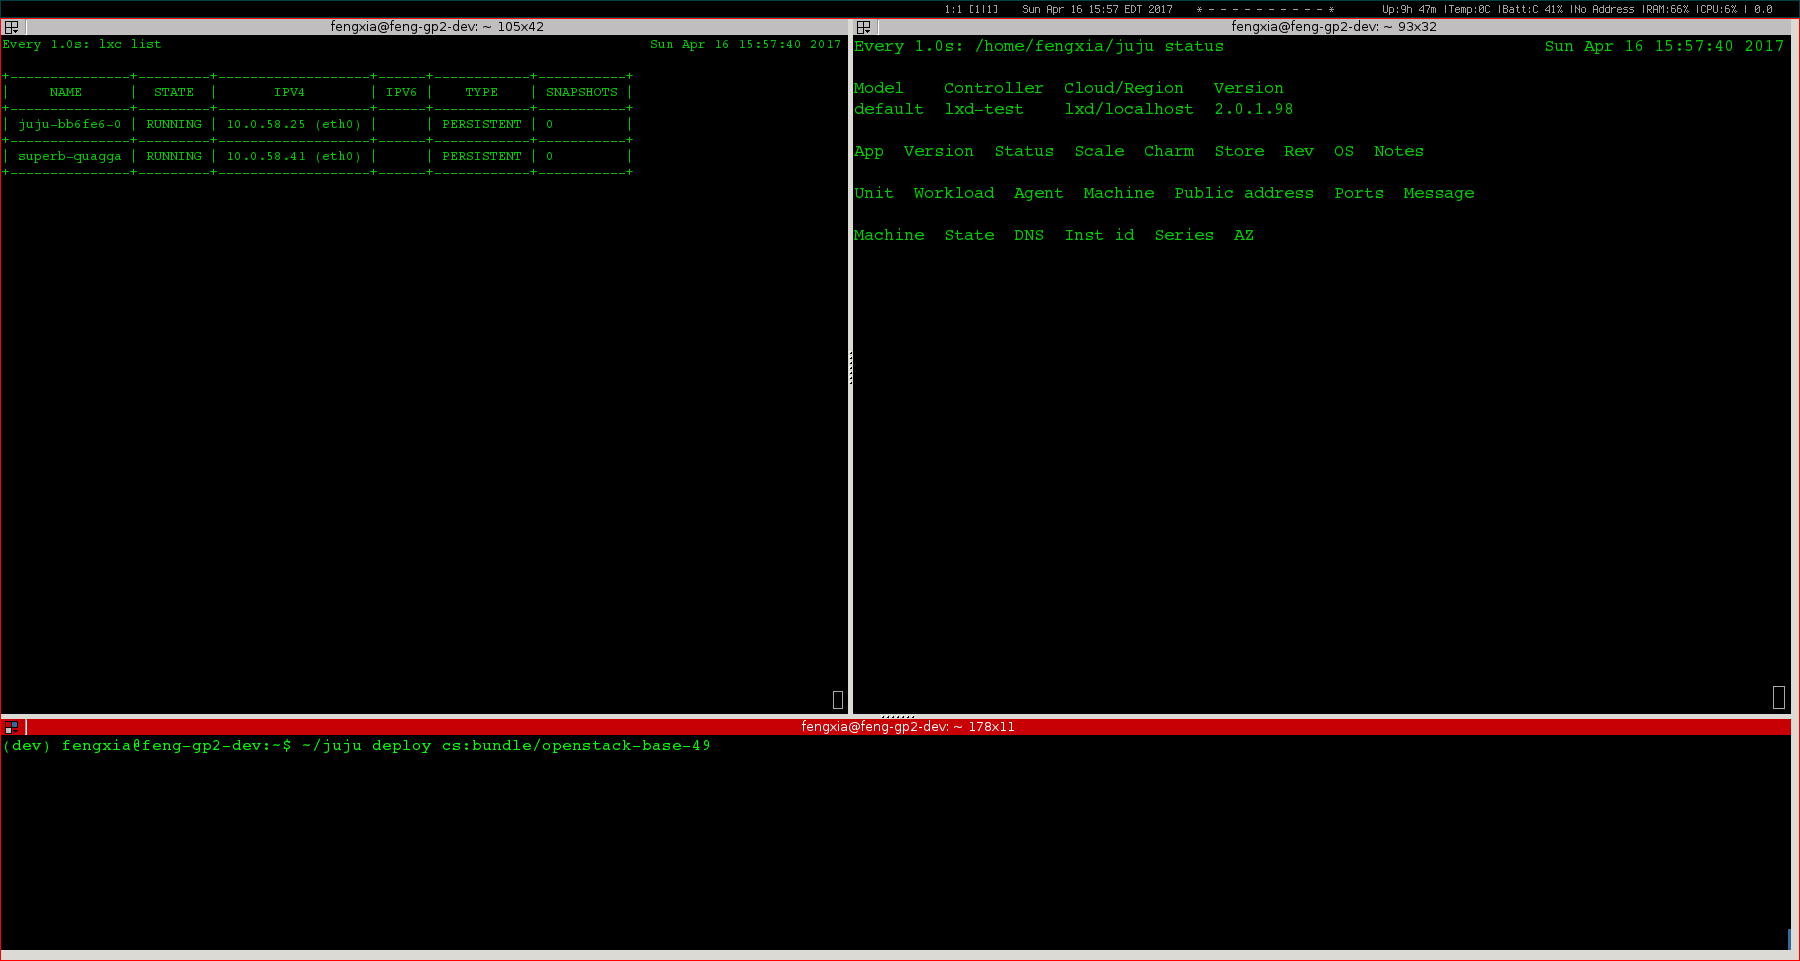 1:1 [1|1] Sun Apr 16 15:57 EDT 2017 * - - - - - - - - - - * Up:9h 47m |Temp:0C |Batt:C 41% |No Address |RAM:66% |CPU:6% | 0.0
fengxia@feng-gp2-dev: ~ 105x42
Every 1.0s: lxc list Sun Apr 16 15:57:40 2017
+---------------+---------+-------------------+------+------------+-----------+
| NAME | STATE | IPV4 | IPV6 | TYPE | SNAPSHOTS |
+---------------+---------+-------------------+------+------------+-----------+
| juju-bb6fe6-0 | RUNNING | 10.0.58.25 (eth0) | | PERSISTENT | 0 |
+---------------+---------+-------------------+------+------------+-----------+
| superb-quagga | RUNNING | 10.0.58.41 (eth0) | | PERSISTENT | 0 |
+---------------+---------+-------------------+------+------------+-----------+
fengxia@feng-gp2-dev: ~ 93x32
Every 1.0s: /home/fengxia/juju status Sun Apr 16 15:57:40 2017
Model Controller Cloud/Region Version
default lxd-test lxd/localhost 2.0.1.98
App Version Status Scale Charm Store Rev OS Notes
Unit Workload Agent Machine Public address Ports Message
Machine State DNS Inst id Series AZ
fengxia@feng-gp2-dev: ~ 178x11
(dev) fengxia@feng-gp2-dev:~$ ~/juju deploy cs:bundle/openstack-base-49